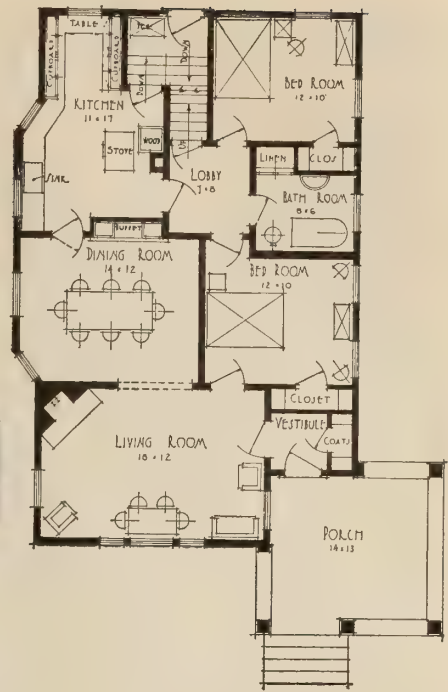 TABLE
ICE
CUPBOARD
CUPBOARD
DOWN
DOWN
BED ROOM
12 x 10
KITCHEN
11 x 17
STOVE
WOOD
UP
SINK
LOBBY
7 x 8
LINEN
CLOS
BATH ROOM
8 x 6
BUFFET
DINING ROOM
14 x 12
BED ROOM
12 x 10
CLOSET
VESTIBULE
COATS
LIVING ROOM
18 x 12
PORCH
14 x 13